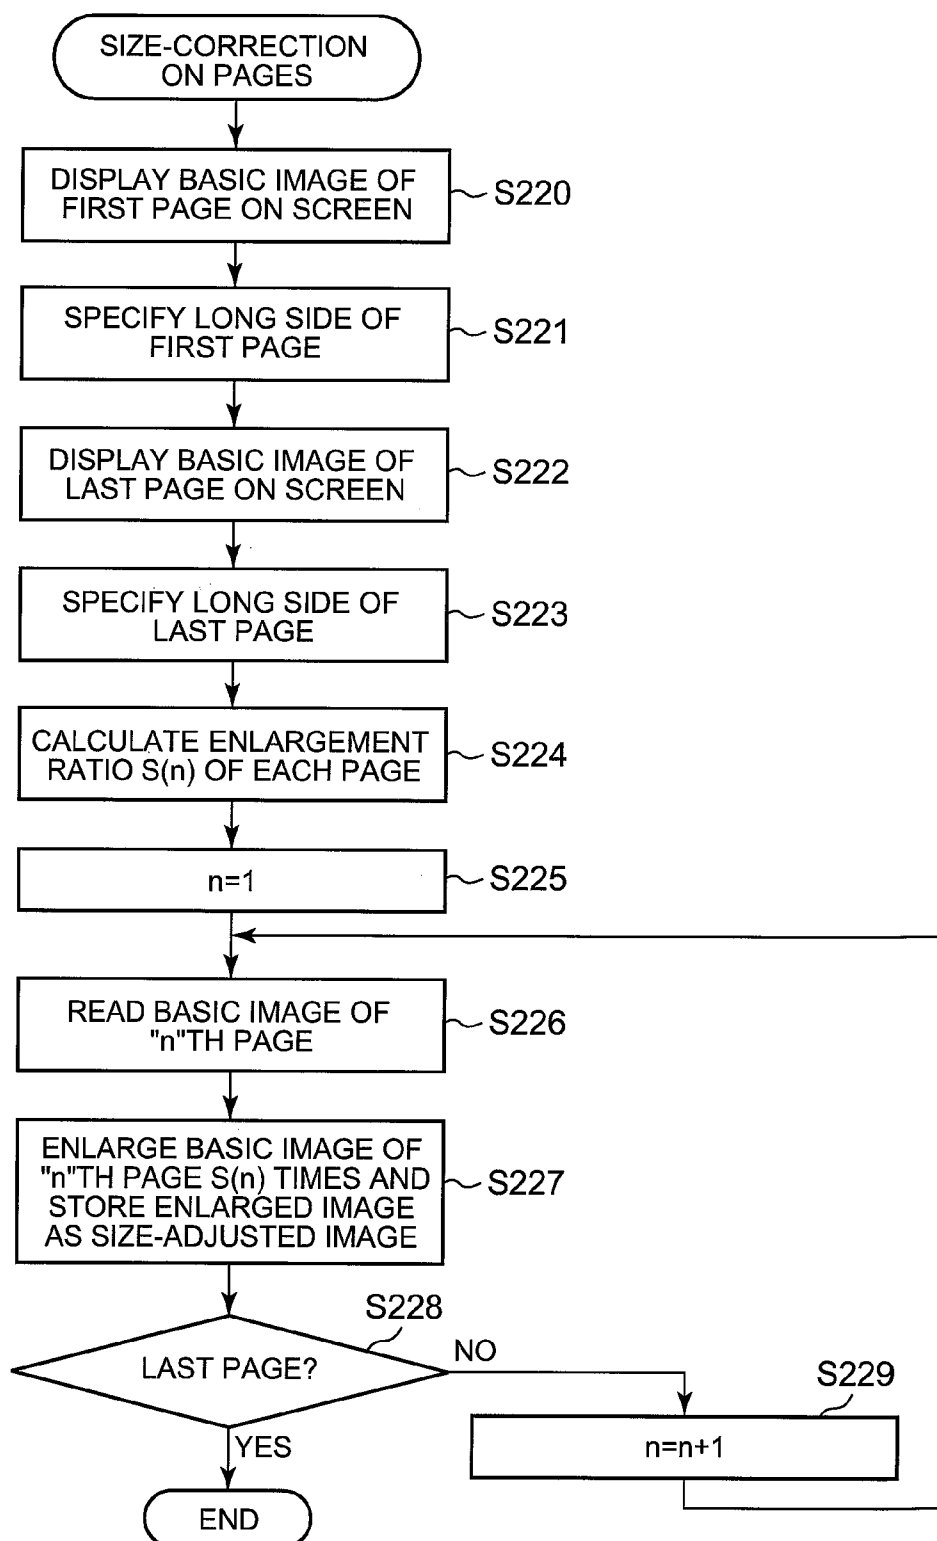 SIZE-CORRECTION
ON PAGES
DISPLAY BASIC IMAGE OF
FIRST PAGE ON SCREEN
S220
SPECIFY LONG SIDE OF
FIRST PAGE
S221
DISPLAY BASIC IMAGE OF
LAST PAGE ON SCREEN
S222
SPECIFY LONG SIDE OF
LAST PAGE
S223
CALCULATE ENLARGEMENT
RATIO S(n) OF EACH PAGE
S224
n=1
S225
READ BASIC IMAGE OF
"n"TH PAGE
S226
ENLARGE BASIC IMAGE OF
"n"TH PAGE S(n) TIMES AND
STORE ENLARGED IMAGE
AS SIZE-ADJUSTED IMAGE
S227
S228
LAST PAGE?
NO
S229
n=n+1
YES
END